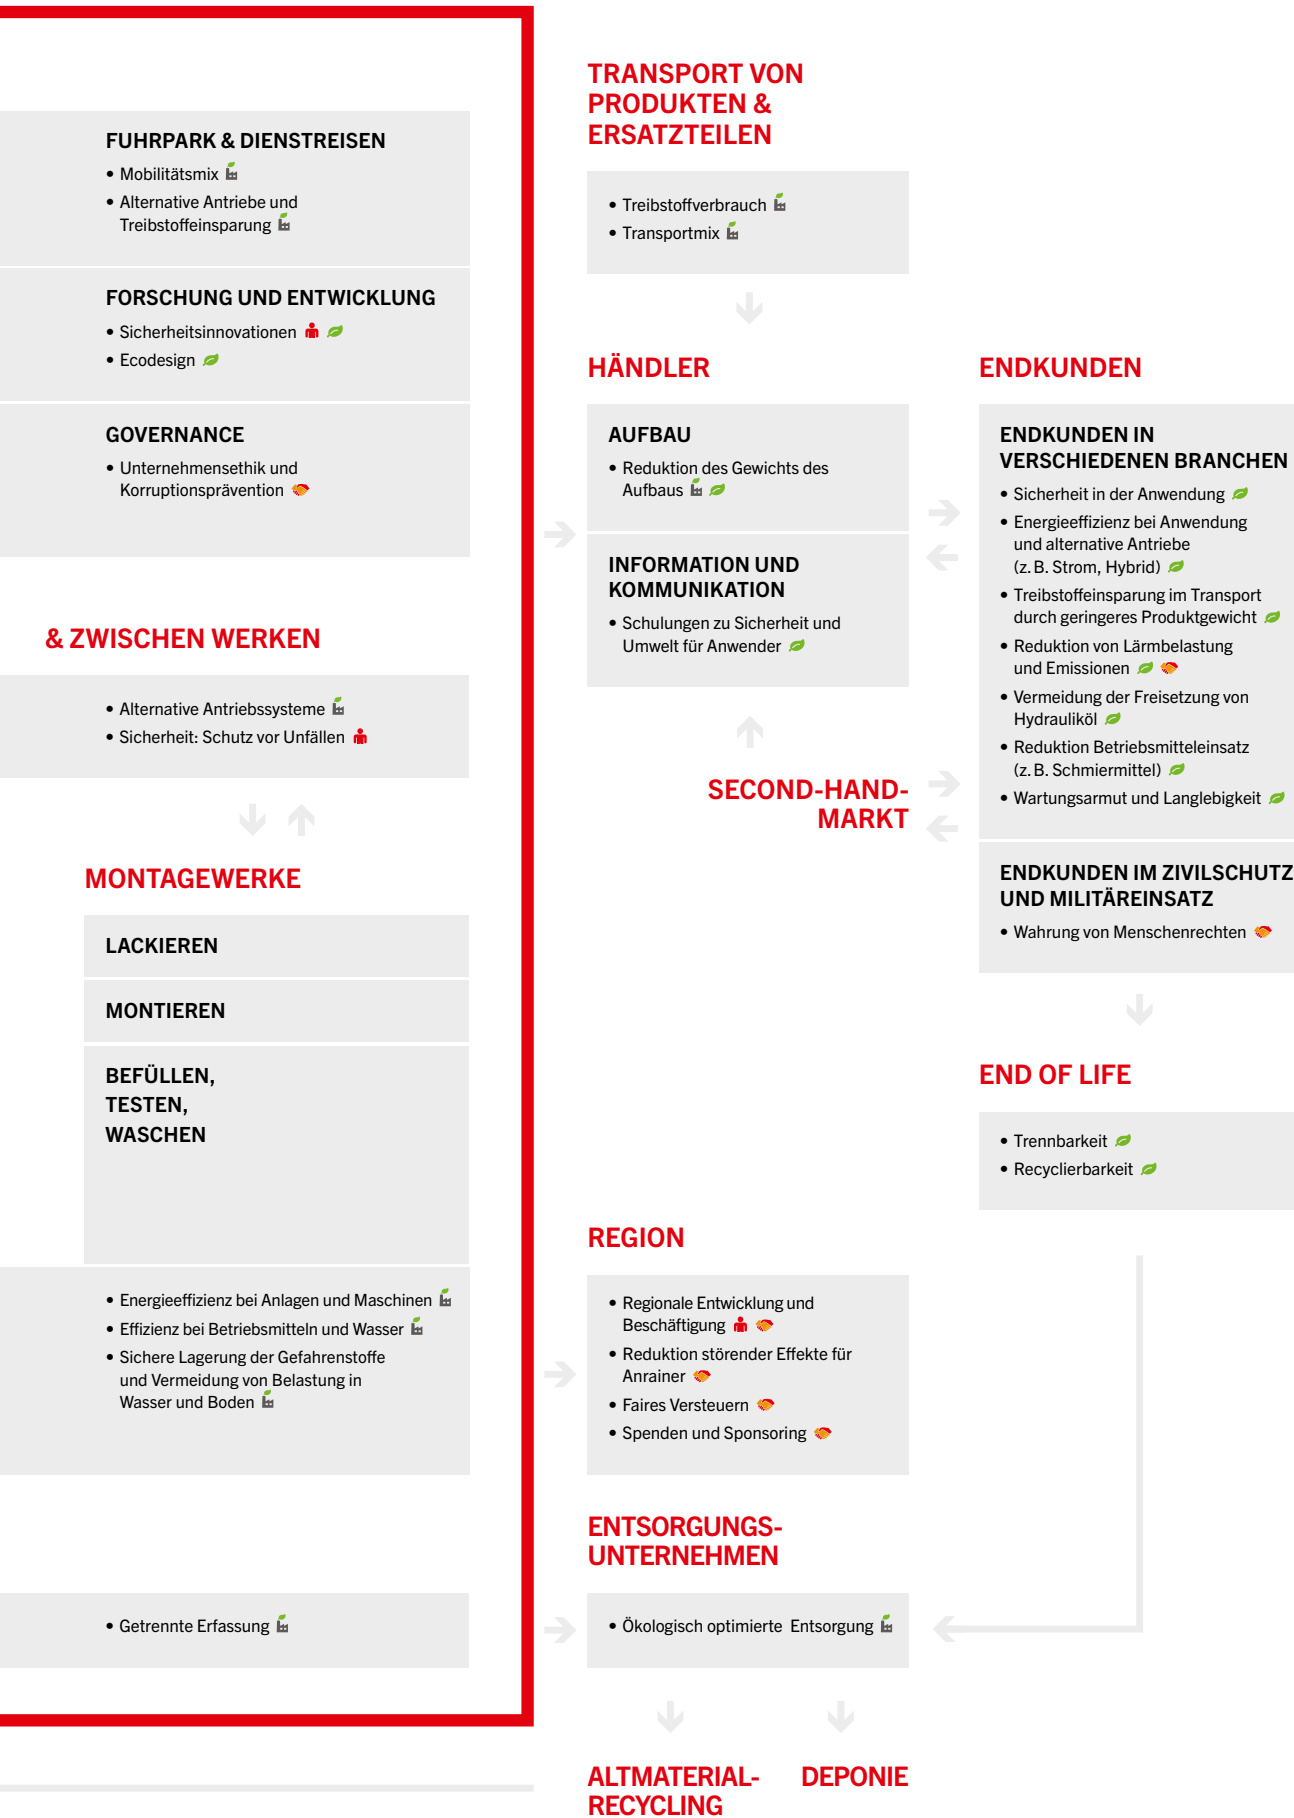 FUHRPARK & DIENSTREISEN
• Mobilitätsmix
• Alternative Antriebe und
Treibstoffeinsparung
FORSCHUNG UND ENTWICKLUNG
• Sicherheitsinnovationen
• Ecodesign
GOVERNANCE
• Unternehmensethik und
Korruptionsprävention
& ZWISCHEN WERKEN
• Alternative Antriebssysteme
• Sicherheit: Schutz vor Unfällen
MONTAGEWERKE
LACKIEREN
MONTIEREN
BEFÜLLEN,
TESTEN,
WASCHEN
• Energieeffizienz bei Anlagen und Maschinen
• Effizienz bei Betriebsmitteln und Wasser
• Sichere Lagerung der Gefahrenstoffe
und Vermeidung von Belastung in
Wasser und Boden
• Getrennte Erfassung
TRANSPORT VON
PRODUKTEN &
ERSATZTEILEN
• Treibstoffverbrauch
• Transportmix
HÄNDLER
AUFBAU
• Reduktion des Gewichts des
Aufbaus
INFORMATION UND
KOMMUNIKATION
• Schulungen zu Sicherheit und
Umwelt für Anwender
SECOND-HAND-
MARKT
REGION
• Regionale Entwicklung und
Beschäftigung
• Reduktion störender Effekte für
Anrainer
• Faires Versteuern
• Spenden und Sponsoring
ENTSORGUNGS-
UNTERNEHMEN
• Ökologisch optimierte Entsorgung
ALTMATERIAL-
RECYCLING
DEPONIE
ENDKUNDEN
ENDKUNDEN IN
VERSCHIEDENEN BRANCHEN
• Sicherheit in der Anwendung
• Energieeffizienz bei Anwendung
und alternative Antriebe
(z. B. Strom, Hybrid)
• Treibstoffeinsparung im Transport
durch geringeres Produktgewicht
• Reduktion von Lärmbelastung
und Emissionen
• Vermeidung der Freisetzung von
Hydrauliköl
• Reduktion Betriebsmitteleinsatz
(z. B. Schmiermittel)
• Wartungsarmut und Langlebigkeit
ENDKUNDEN IM ZIVILSCHUTZ
UND MILITÄREINSATZ
• Wahrung von Menschenrechten
END OF LIFE
• Trennbarkeit
• Recyclierbarkeit